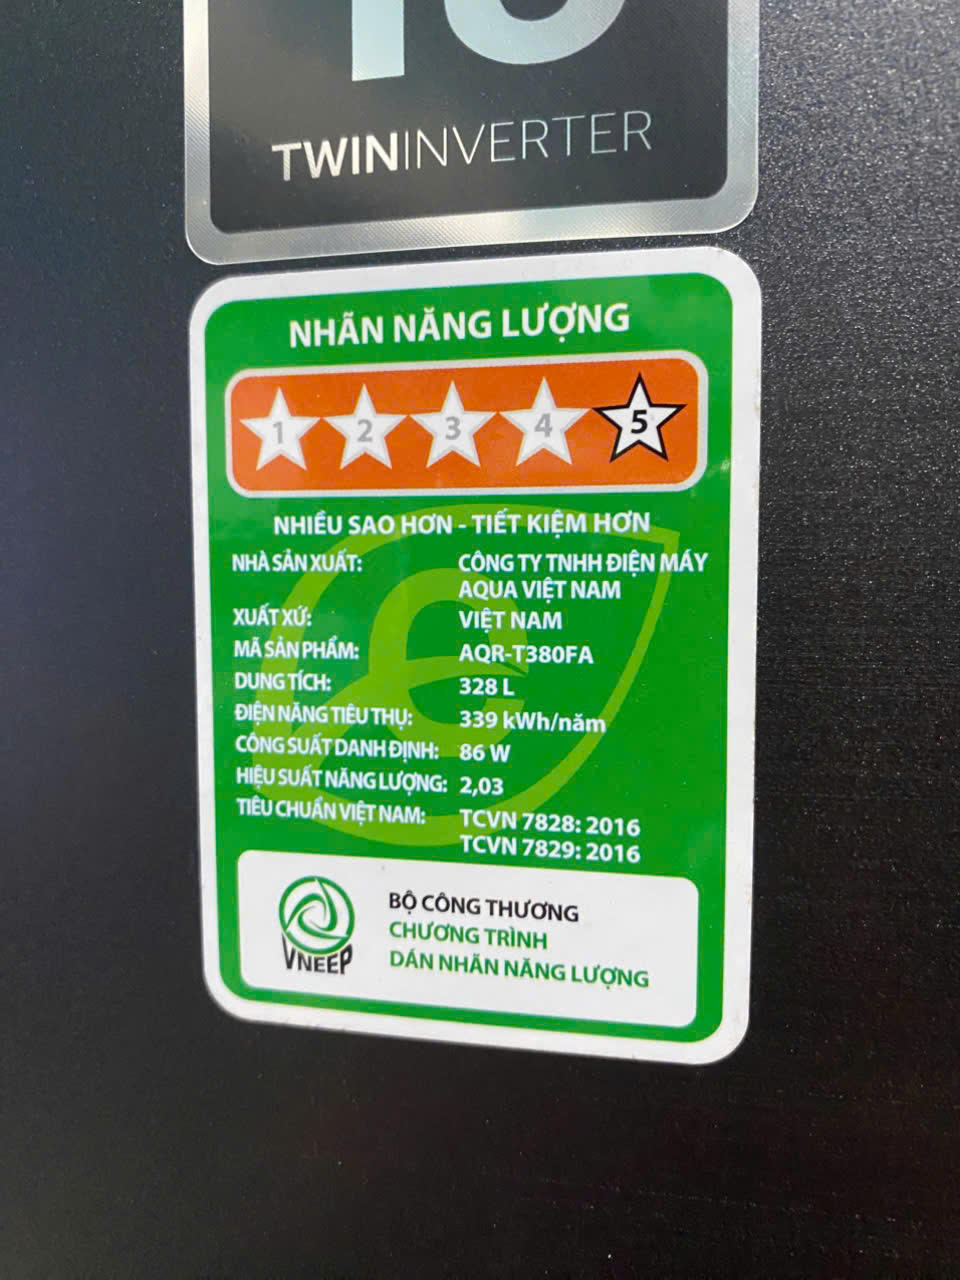 TWININVERTER
NHÃN NĂNG LƯỢNG
1 2 3 4 5
NHIỀU SAO HƠN - TIẾT KIỆM HƠN
NHÀ SẢN XUẤT: CÔNG TY TNHH ĐIỆN MÁY
AQUA VIỆT NAM
XUẤT XỨ: VIỆT NAM
MÃ SẢN PHẨM: AQR-T380FA
DUNG TÍCH: 328 L
ĐIỆN NĂNG TIÊU THỤ: 339 kWh/năm
CÔNG SUẤT DANH ĐỊNH: 86 W
HIỆU SUẤT NĂNG LƯỢNG: 2,03
TIÊU CHUẨN VIỆT NAM: TCVN 7828: 2016
TCVN 7829: 2016
VNEEP
BỘ CÔNG THƯƠNG
CHƯƠNG TRÌNH
DÁN NHÃN NĂNG LƯỢNG